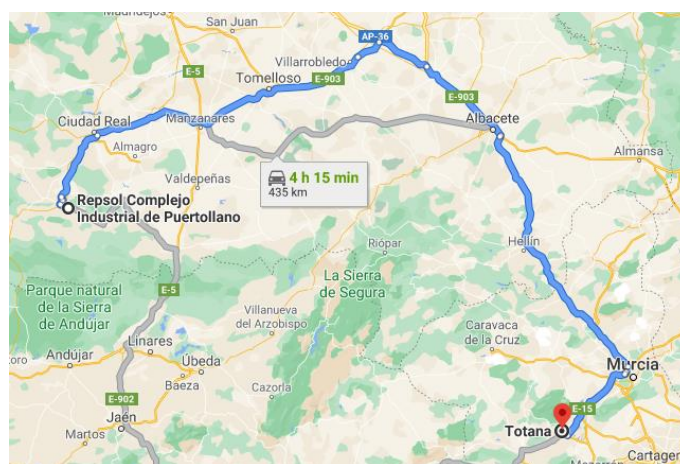 San Juan
AP-36
Villarrobledo
E-5
Tomelloso
E-903
E-903
Ciudad Real
Manzanares
Albacete
Almagro
Almansa
Valdepeñas
4 h 15 min
435 km
Repsol Complejo
Industrial de Puertollano
Riópar
Hellín
La Sierra
de Segura
E-5
Parque natural
de la Sierra
de Andújar
Villanueva
del Arzobispo
Caravaca
de la Cruz
Linares
Andújar
Úbeda
Baeza
Cazorla
Murcia
E-902
Jaén
Martos
E-15
Totana
Cartagen